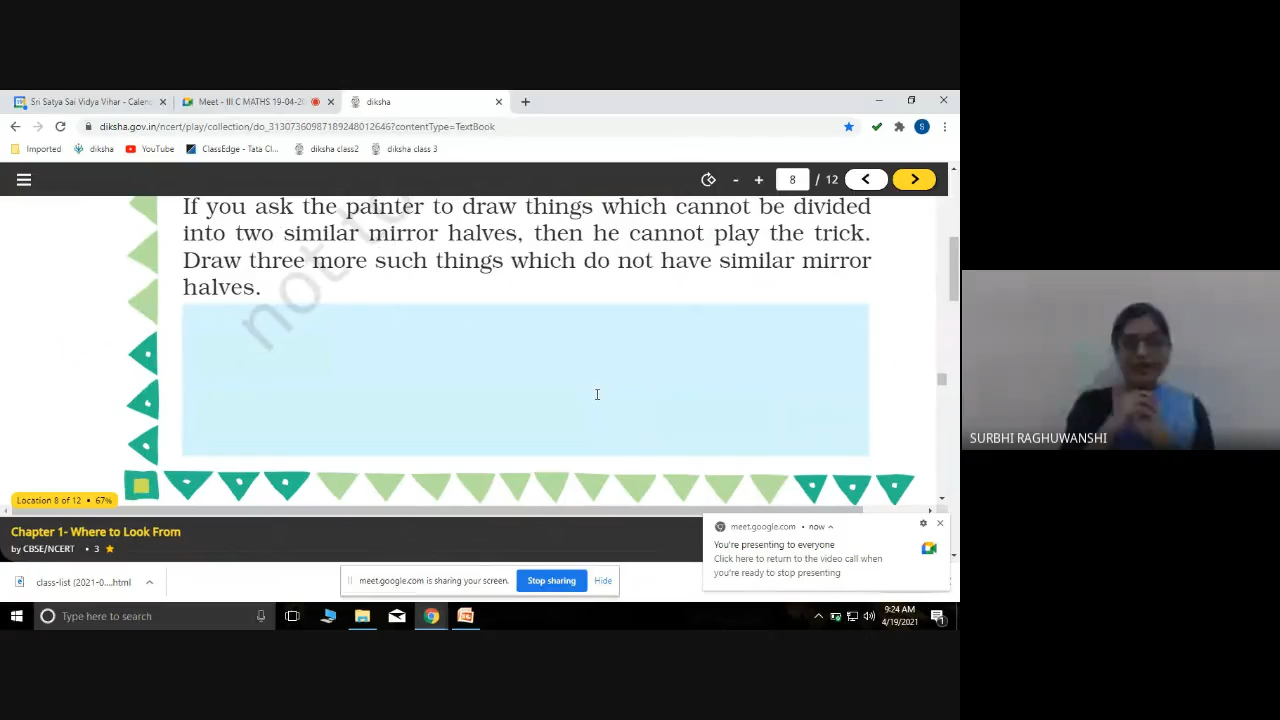 Sri Satya Sai Vidya Vihar - Calen
Meet - III C MATHS 19-04-20
diksha
diksha.gov.in/ncert/play/collection/do_31307360987189248012646?contentType=TextBook
Imported
diksha
YouTube
ClassEdge - Tata Cl...
diksha class2
diksha class 3
- + 8 / 12
If you ask the painter to draw things which cannot be divided
into two similar mirror halves, then he cannot play the trick.
Draw three more such things which do not have similar mirror
halves.
not to
SURBHI RAGHUWANSHI
Location 8 of 12 • 67%
Chapter 1- Where to Look From
by CBSE/NCERT • 3
meet.google.com • now
You're presenting to everyone
Click here to return to the video call when
you're ready to stop presenting
class-list (2021-0....html
meet.google.com is sharing your screen.
Stop sharing
Hide
Type here to search
9:24 AM
4/19/2021